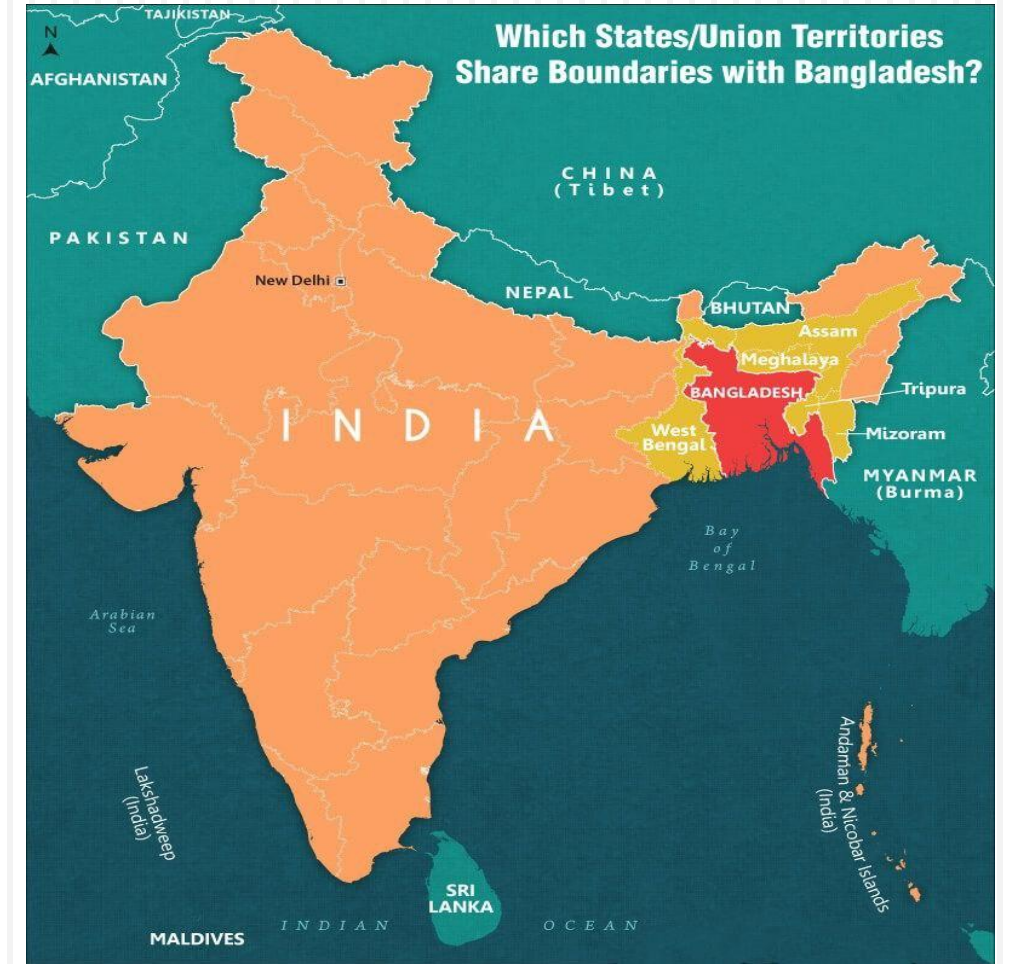 TAJIKISTAN
N
Which States/Union Territories
Share Boundaries with Bangladesh?
AFGHANISTAN
CHINA
(Tibet)
PAKISTAN
New Delhi
NEPAL
BHUTAN
Assam
Meghalaya
BANGLADESH
Tripura
INDIA
West
Bengal
Mizoram
MYANMAR
(Burma)
Bay
of
Bengal
Arabian
Sea
Andaman & Nicobar Islands
(India)
Lakshadweep
(India)
SRI
LANKA
INDIAN OCEAN
MALDIVES